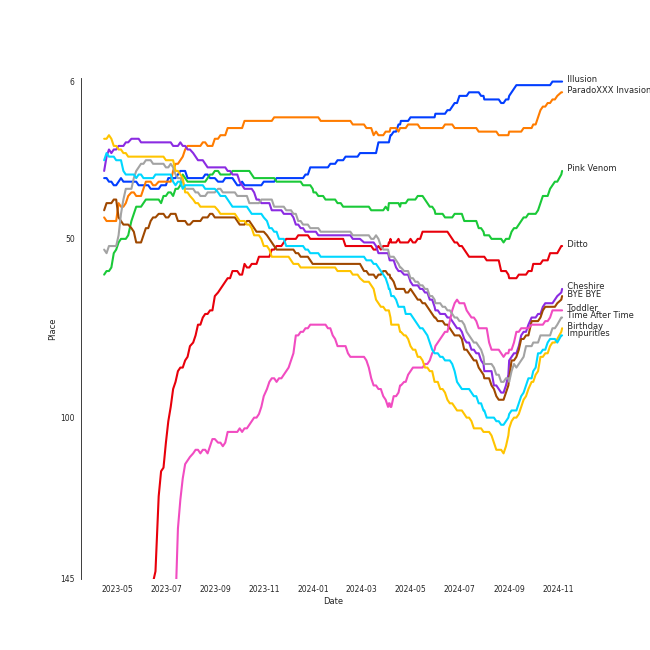 6
50
100
145
Place
2023-05 2023-07 2023-09 2023-11 2024-01 2024-03 2024-05 2024-07 2024-09 2024-11
Date
Illusion
ParadoXXX Invasion
Pink Venom
Ditto
Cheshire
BYE BYE
Toddler
Time After Time
Birthday
Impurities